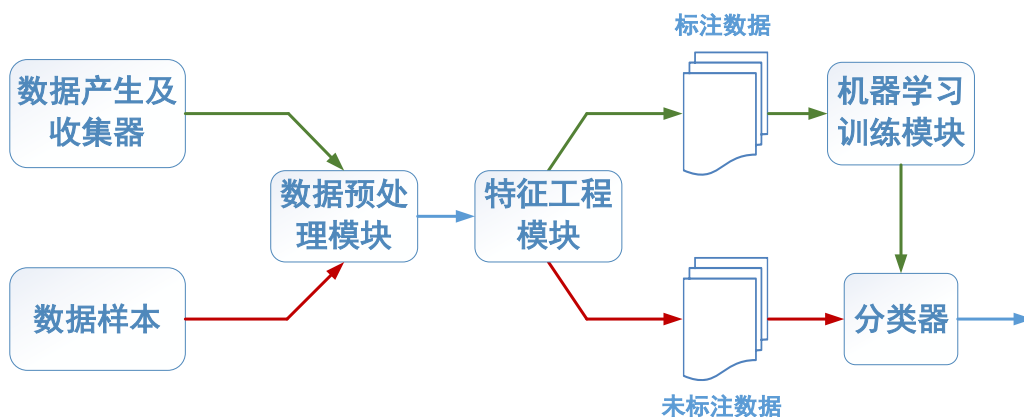 标注数据
数据产生及
收集器
机器学习
训练模块
数据预处
理模块
特征工程
模块
数据样本
分类器
未标注数据